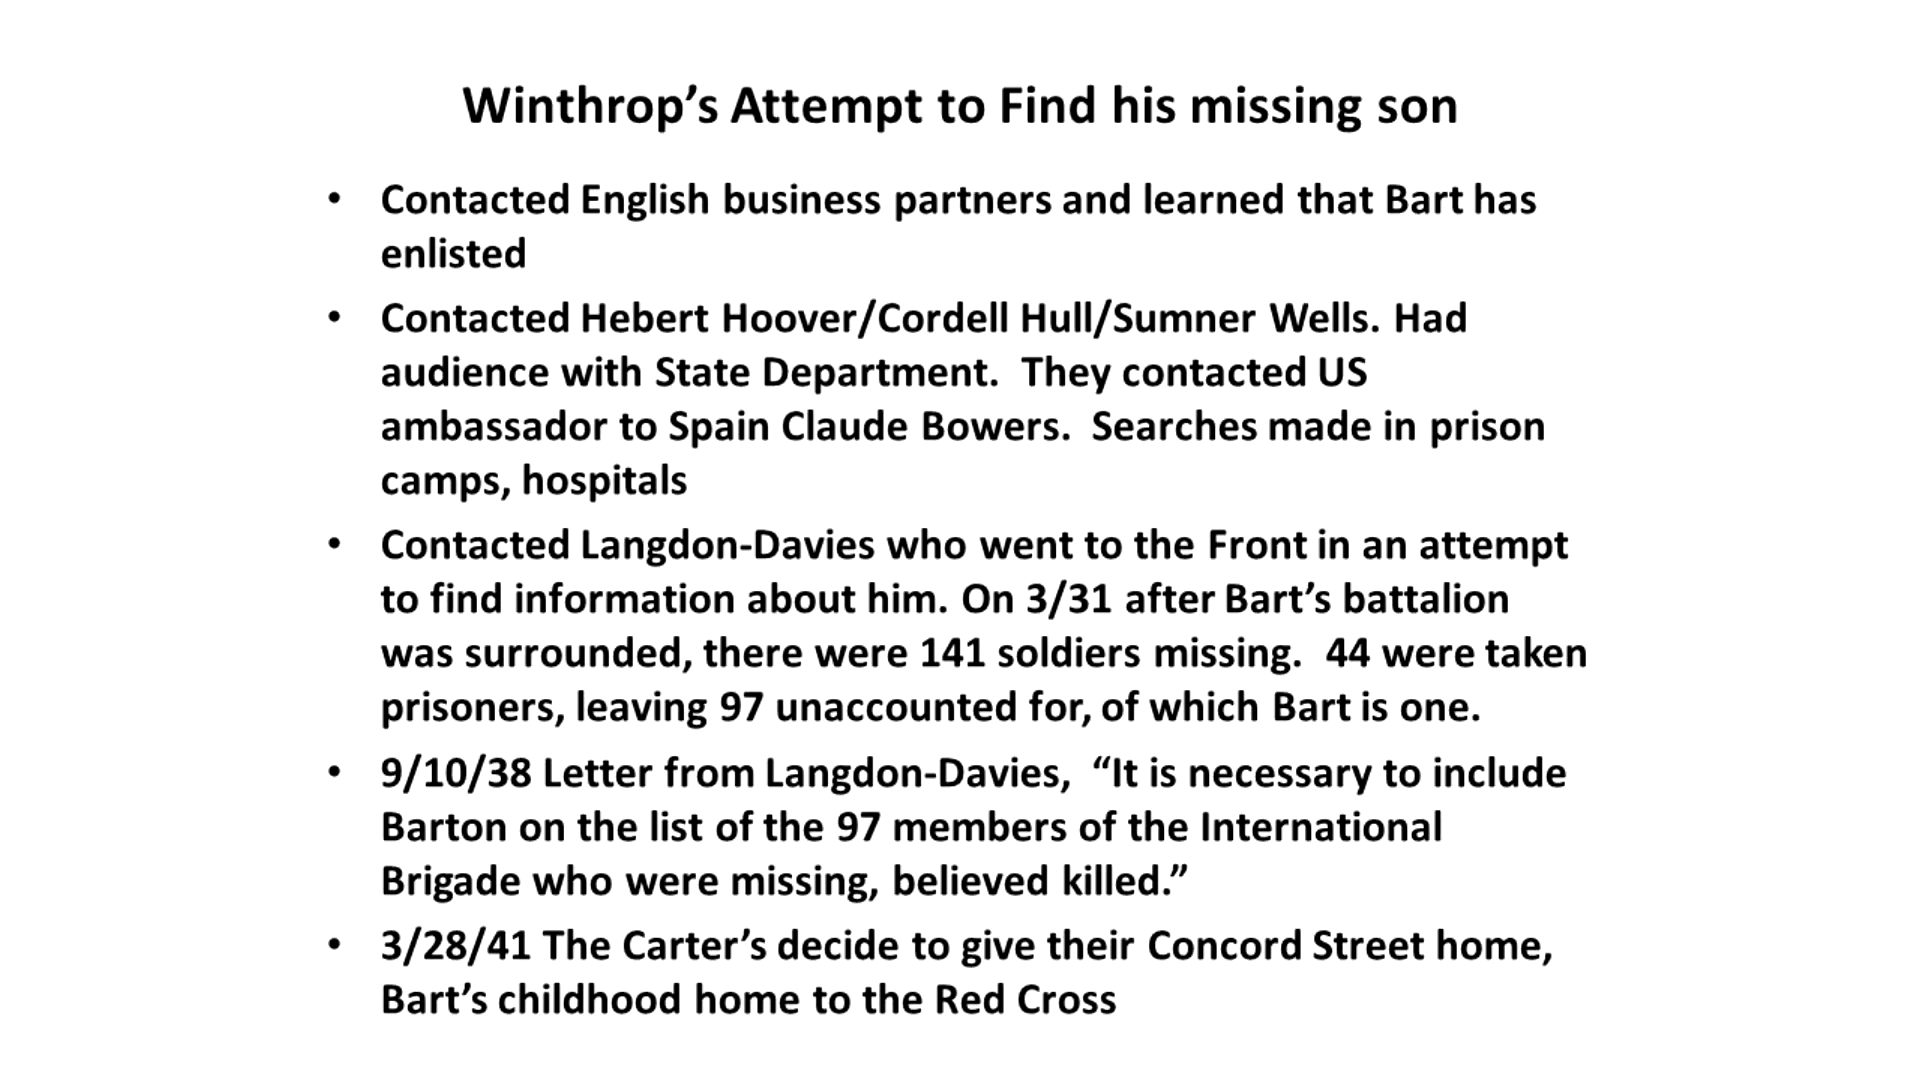 Winthrop’s Attempt to Find his missing son
• Contacted English business partners and learned that Bart has
enlisted
• Contacted Hebert Hoover/Cordell Hull/Sumner Wells. Had
audience with State Department.  They contacted US
ambassador to Spain Claude Bowers.  Searches made in prison
camps, hospitals
• Contacted Langdon-Davies who went to the Front in an attempt
to find information about him. On 3/31 after Bart’s battalion
was surrounded, there were 141 soldiers missing.  44 were taken
prisoners, leaving 97 unaccounted for, of which Bart is one.
• 9/10/38 Letter from Langdon-Davies,  “It is necessary to include
Barton on the list of the 97 members of the International
Brigade who were missing, believed killed.”
• 3/28/41 The Carter’s decide to give their Concord Street home,
Bart’s childhood home to the Red Cross